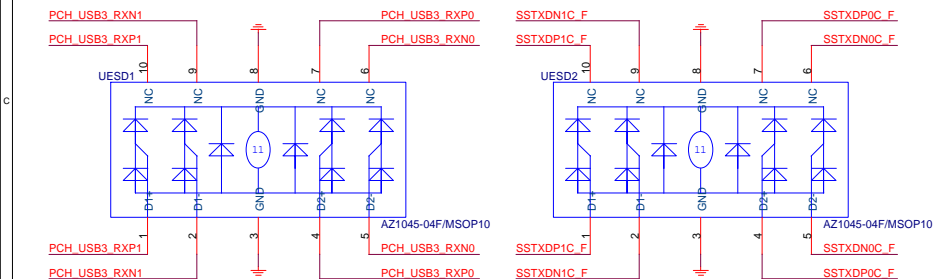 PCH_USB3_RXN1 PCH_USB3_RXP0 SSTXDN1C_F SSTXDP0C_F
PCH_USB3_RXP1 PCH_USB3_RXN0 SSTXDP1C_F SSTXDN0C_F
10 9 8 7 6 10 9 8 7 6
UESD1 UESD2
NC NC GND NC NC NC NC GND NC NC
C
11 11
D1+ D1- GND D2+ D2- D1+ D1- GND D2+ D2-
AZ1045-04F/MSOP10 AZ1045-04F/MSOP10
1 2 3 4 5 1 2 3 4 5
PCH_USB3_RXP1 PCH_USB3_RXN0 SSTXDP1C_F SSTXDN0C_F
PCH_USB3_RXN1 PCH_USB3_RXP0 SSTXDN1C_F SSTXDP0C_F